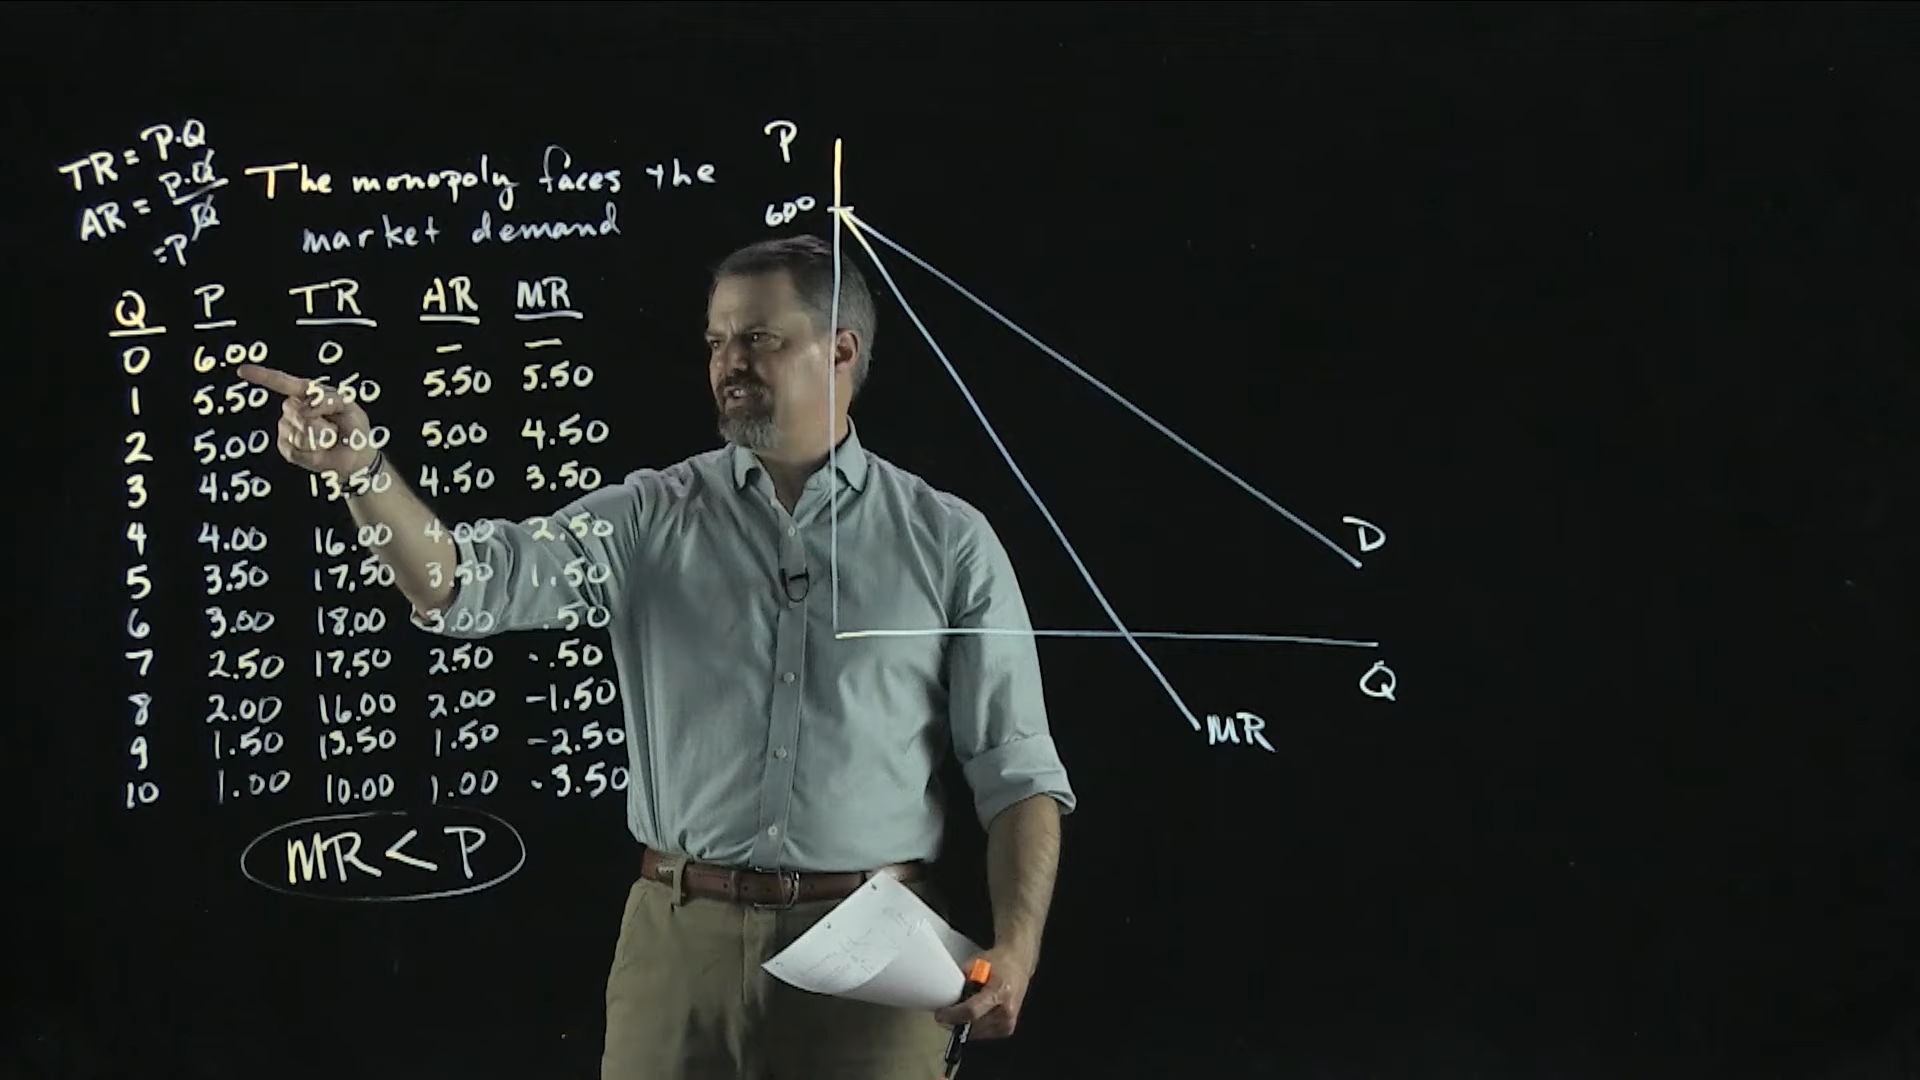 TR = P·Q
AR = P·Q / Q
= P
The monopoly faces the
market demand
Q P TR AR MR
0 6.00 0 — —
1 5.50 5.50 5.50 5.50
2 5.00 10.00 5.00 4.50
3 4.50 13.50 4.50 3.50
4 4.00 16.00 4.00 2.50
5 3.50 17.50 3.50 1.50
6 3.00 18.00 3.00 .50
7 2.50 17.50 2.50 -.50
8 2.00 16.00 2.00 -1.50
9 1.50 13.50 1.50 -2.50
10 1.00 10.00 1.00 -3.50
MR < P
P
600
D
Q
MR